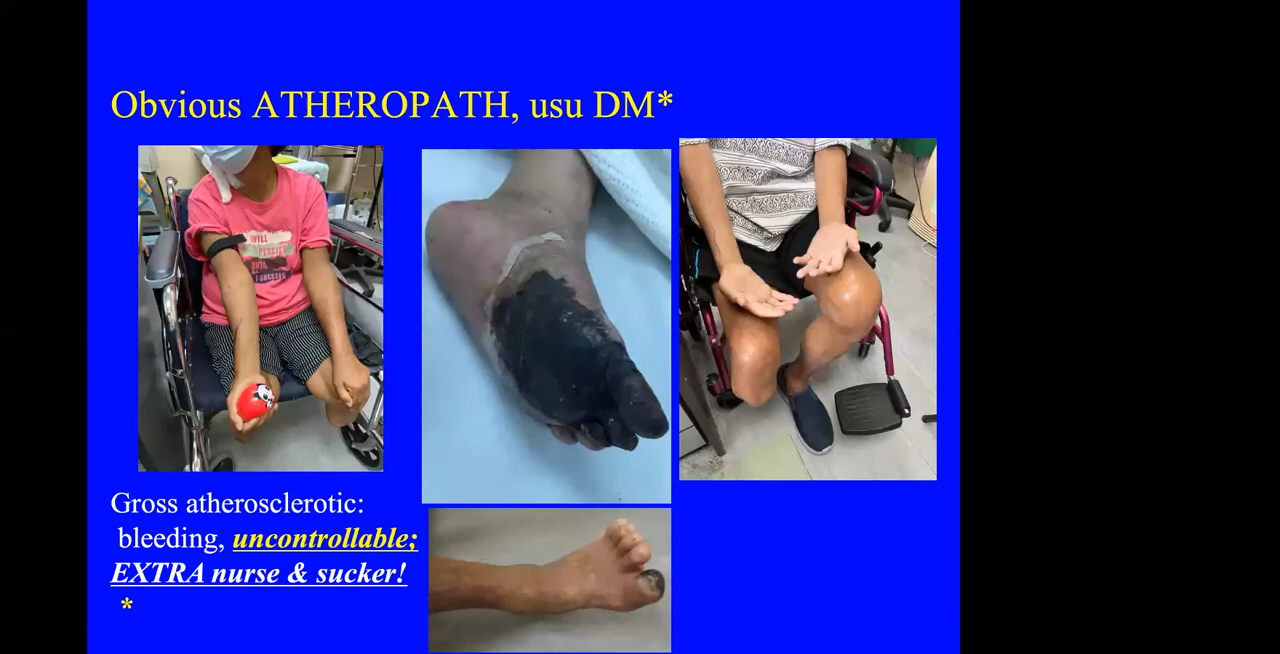 Obvious ATHEROPATH, usu DM*
Gross atherosclerotic:
bleeding, uncontrollable;
EXTRA nurse & sucker!
*